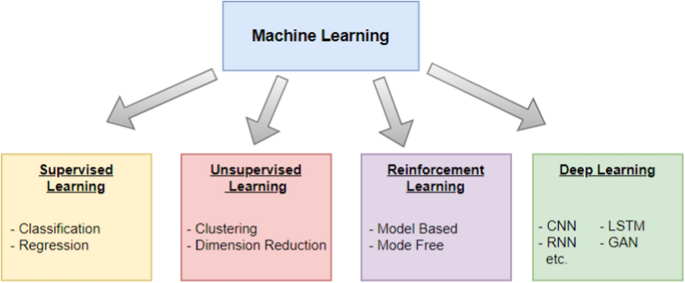 Machine Learning
Supervised
Learning
- Classification
- Regression
Unsupervised
Learning
- Clustering
- Dimension Reduction
Reinforcement
Learning
- Model Based
- Mode Free
Deep Learning
- CNN - LSTM
- RNN - GAN
etc.